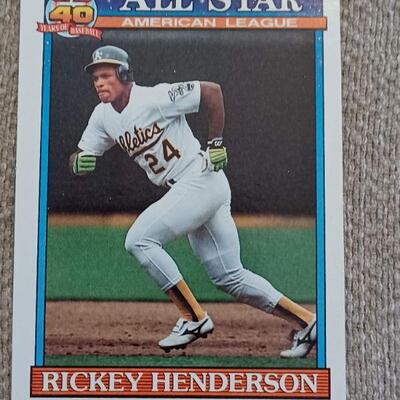 ALL STAR
AMERICAN LEAGUE
40
YEARS OF BASEBALL
Athletics
24
RICKEY HENDERSON